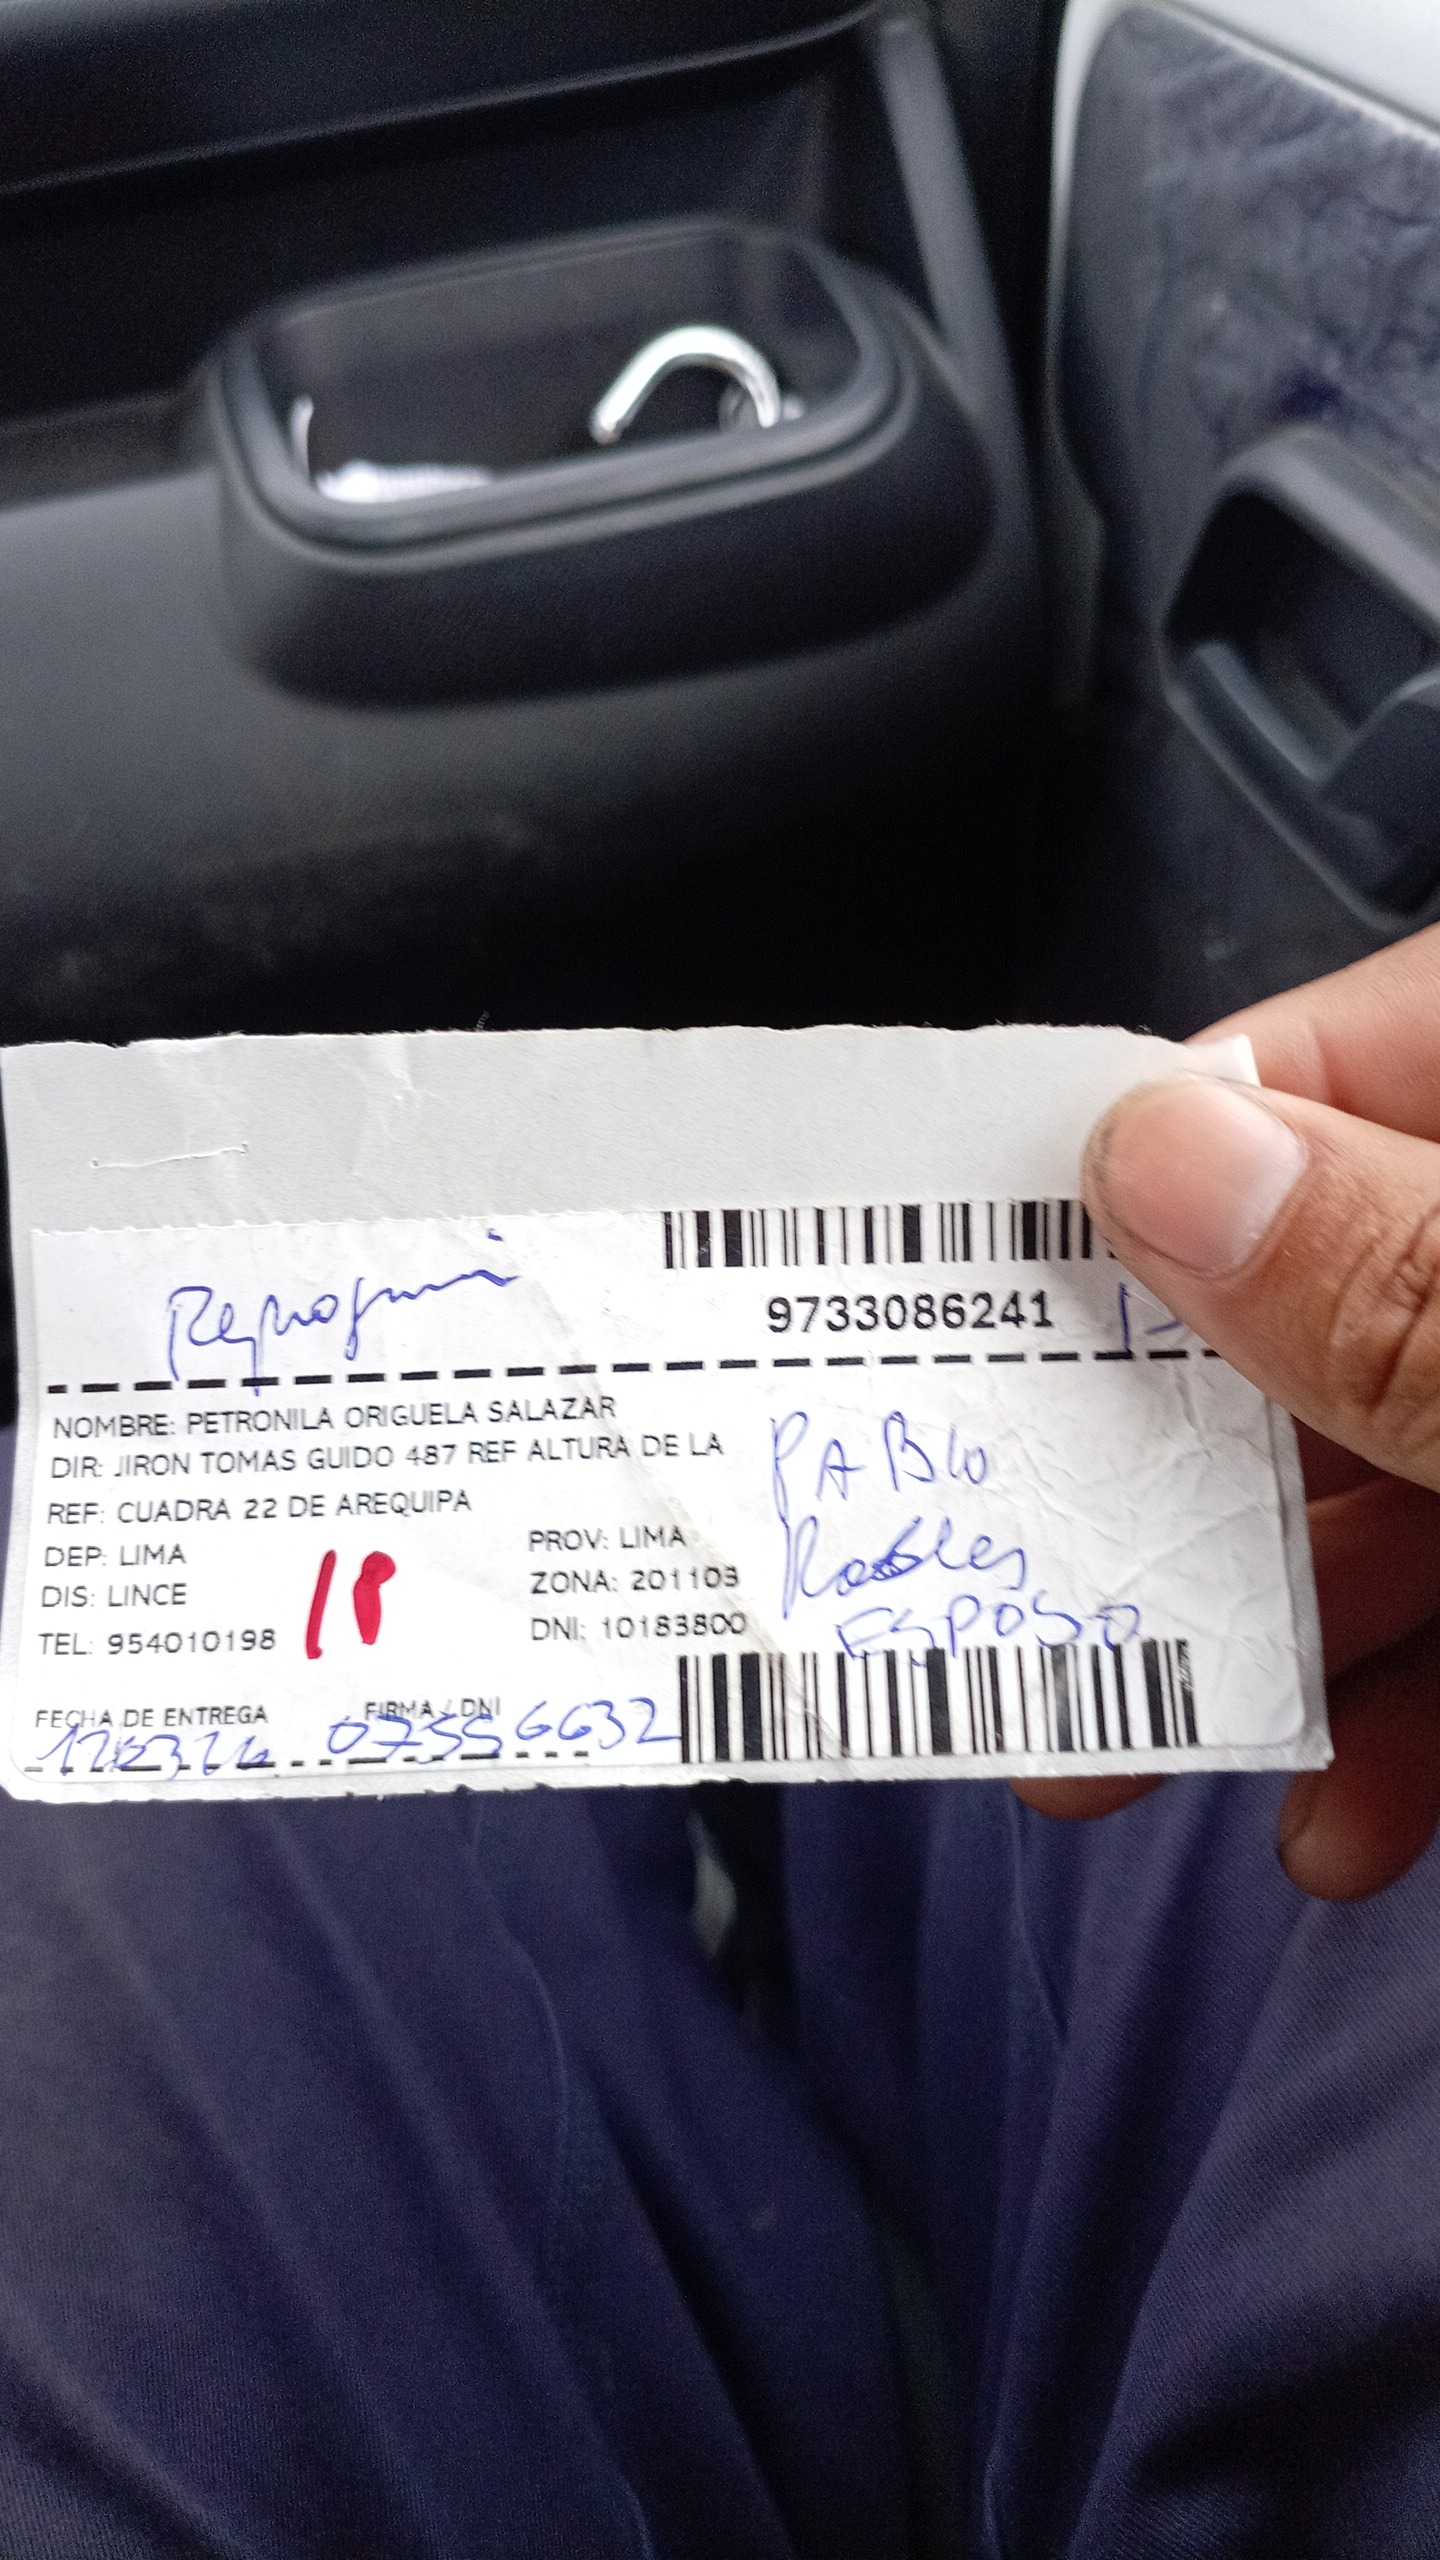 9733086241
NOMBRE: PETRONILA ORIGUELA SALAZAR
DIR: JIRON TOMAS GUIDO 487 REF ALTURA DE LA
REF: CUADRA 22 DE AREQUIPA
DEP: LIMA
PROV: LIMA
DIS: LINCE
ZONA: 201103
TEL: 954010198
DNI: 10183800
18
PABlo
Robles
ESPOSO
FECHA DE ENTREGA
FIRMA / DNI
07556632